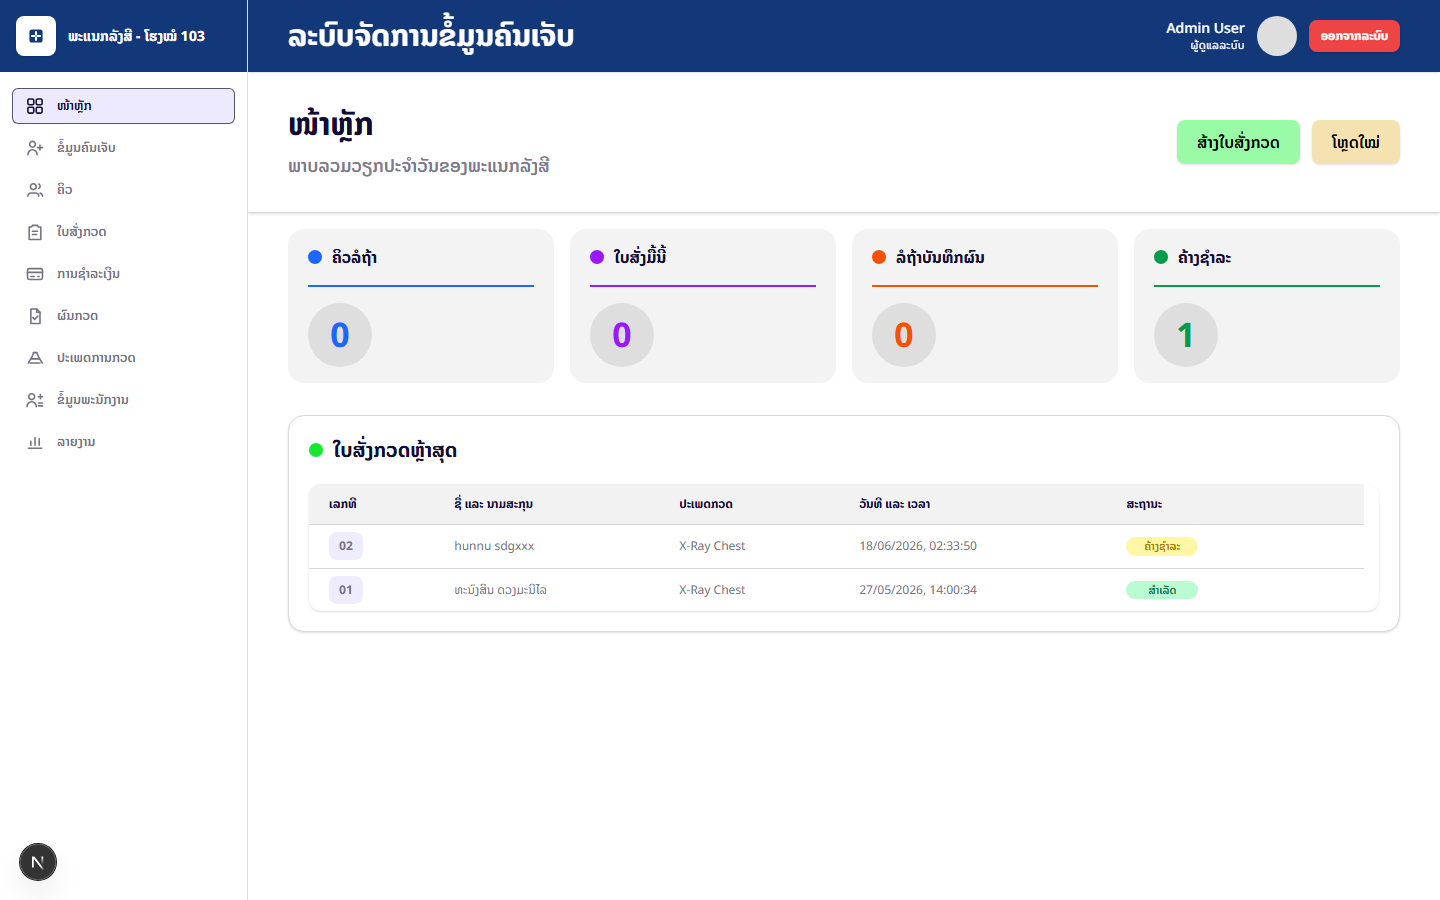 ພະແນກລັງສີ - ໂຮງໝໍ 103
ລະບົບຈັດການຂໍ້ມູນຄົນເຈັບ
Admin User
ຜູ້ດູແລລະບົບ
ອອກຈາກລະບົບ
ໜ້າຫຼັກ
ຂໍ້ມູນຄົນເຈັບ
ຄິວ
ໃບສັ່ງກວດ
ການຊຳລະເງິນ
ຜົນກວດ
ປະເພດການກວດ
ຂໍ້ມູນພະນັກງານ
ລາຍງານ
ໜ້າຫຼັກ
ພາບລວມວຽກປະຈຳວັນຂອງພະແນກລັງສີ
ສ້າງໃບສັ່ງກວດ
ໂຫຼດໃໝ່
ຄິວລໍຖ້າ
ໃບສັ່ງມື້ນີ້
ລໍຖ້າບັນທຶກຜົນ
ຄ້າງຊຳລະ
0
0
0
1
ໃບສັ່ງກວດຫຼ້າສຸດ
ເລກທີ ຊື່ ແລະ ນາມສະກຸນ ປະເພດກວດ ວັນທີ ແລະ ເວລາ ສະຖານະ
02 hunnu sdgxxx X-Ray Chest 18/06/2026, 02:33:50 ຄ້າງຊຳລະ
01 ທະນົງສິນ ດວງມະນີໄລ X-Ray Chest 27/05/2026, 14:00:34 ສຳເລັດ
N